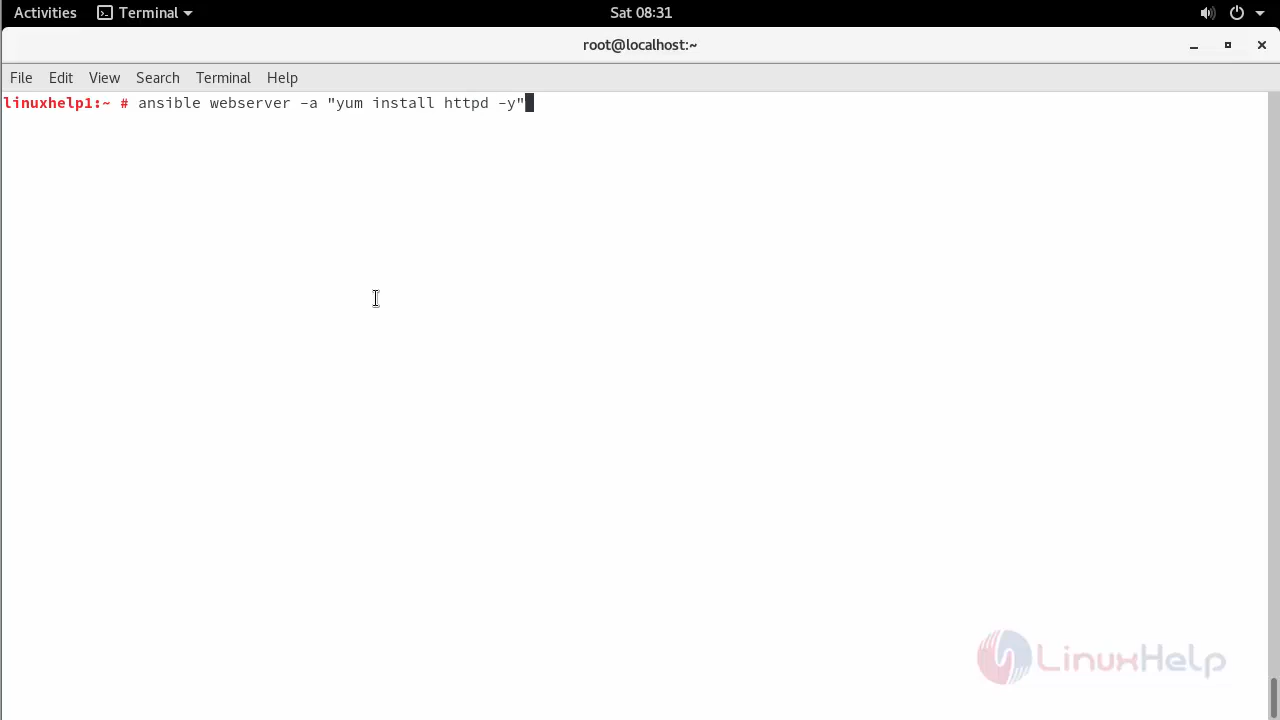 Activities Terminal Sat 08:31
root@localhost:~
File Edit View Search Terminal Help
linuxhelp1:~ # ansible webserver -a "yum install httpd -y"
LinuxHelp